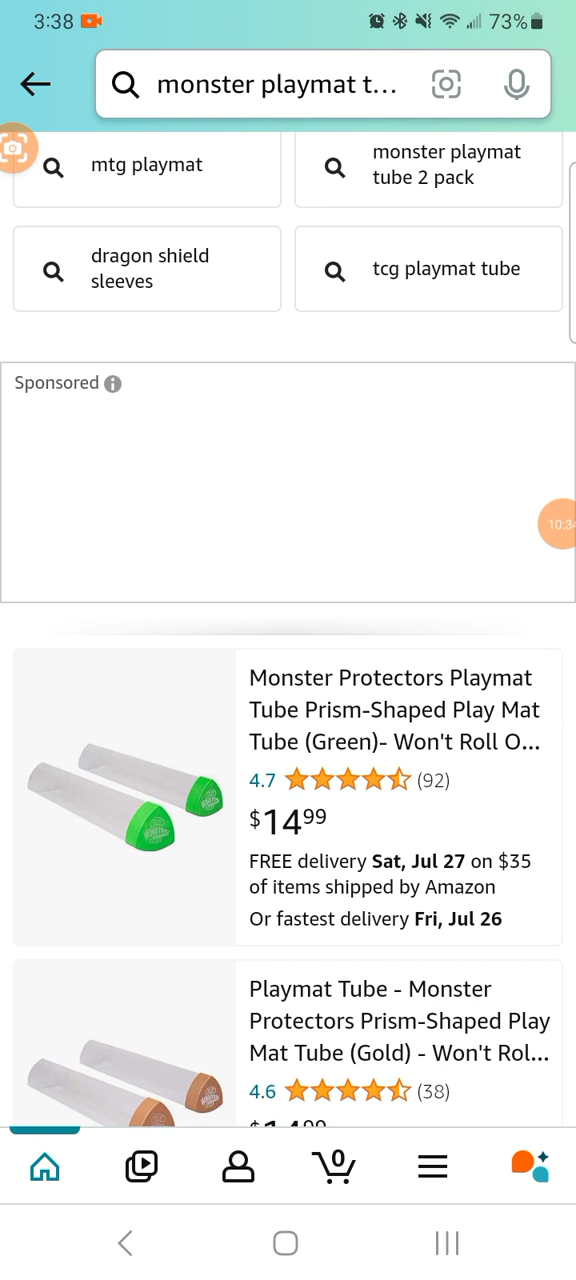 3:38
73%
monster playmat t...
mtg playmat
monster playmat
tube 2 pack
dragon shield
sleeves
tcg playmat tube
Sponsored
10:34
Monster Protectors Playmat
Tube Prism-Shaped Play Mat
Tube (Green)- Won't Roll O...
4.7 (92)
$14 99
FREE delivery Sat, Jul 27 on $35
of items shipped by Amazon
Or fastest delivery Fri, Jul 26
Playmat Tube - Monster
Protectors Prism-Shaped Play
Mat Tube (Gold) - Won't Rol...
4.6 (38)
0